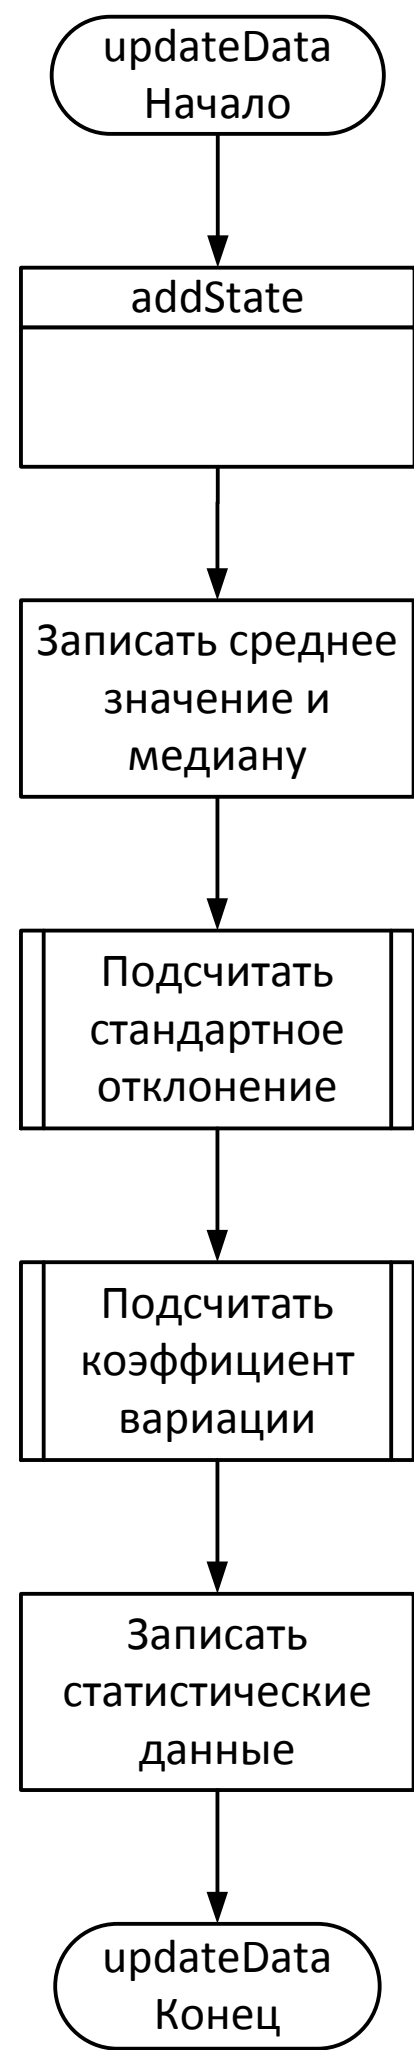 updateData
Начало
addState
Записать среднее
значение и
медиану
Подсчитать
стандартное
отклонение
Подсчитать
коэффициент
вариации
Записать
статистические
данные
updateData
Конец